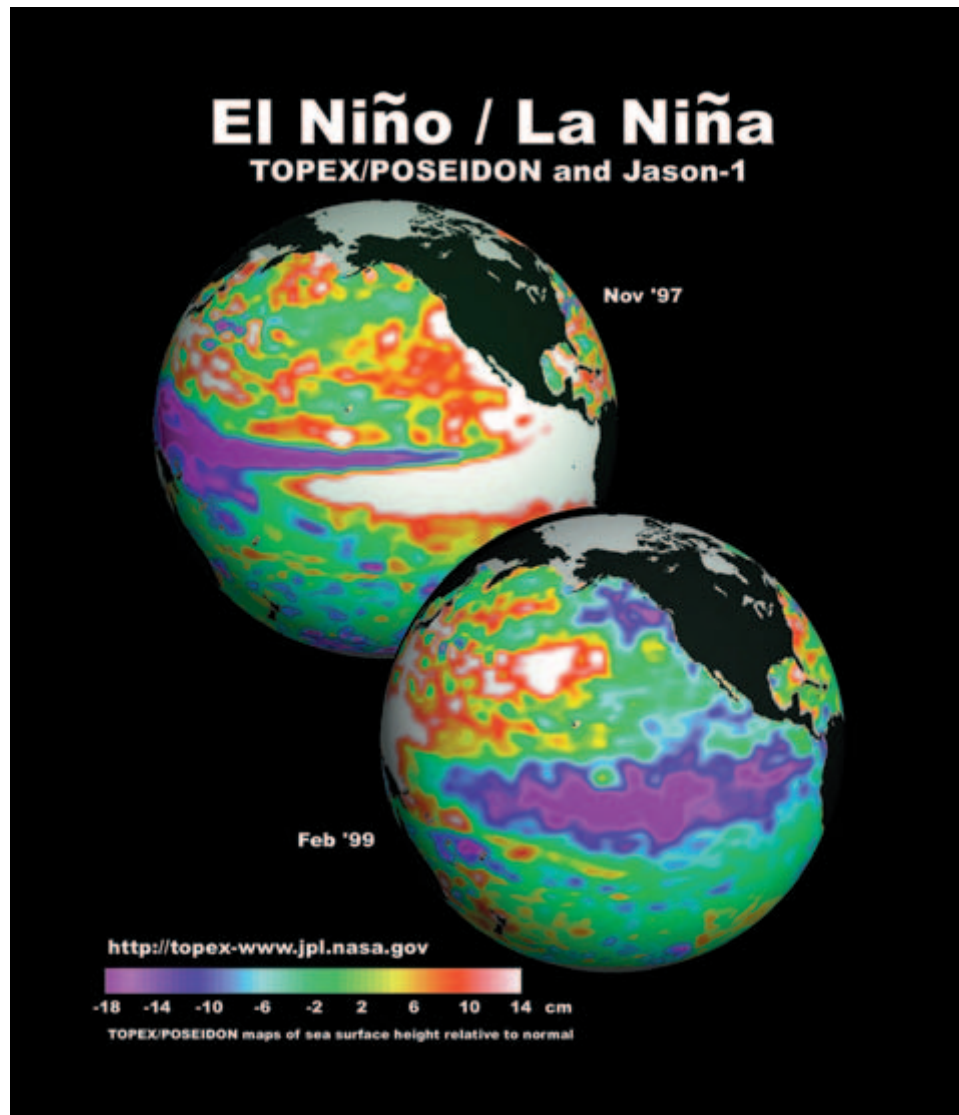 El Niño / La Niña
TOPEX/POSEIDON and Jason-1
Nov '97
Feb '99
http://topex-www.jpl.nasa.gov
-18 -14 -10 -6 -2 2 6 10 14 cm
TOPEX/POSEIDON maps of sea surface height relative to normal